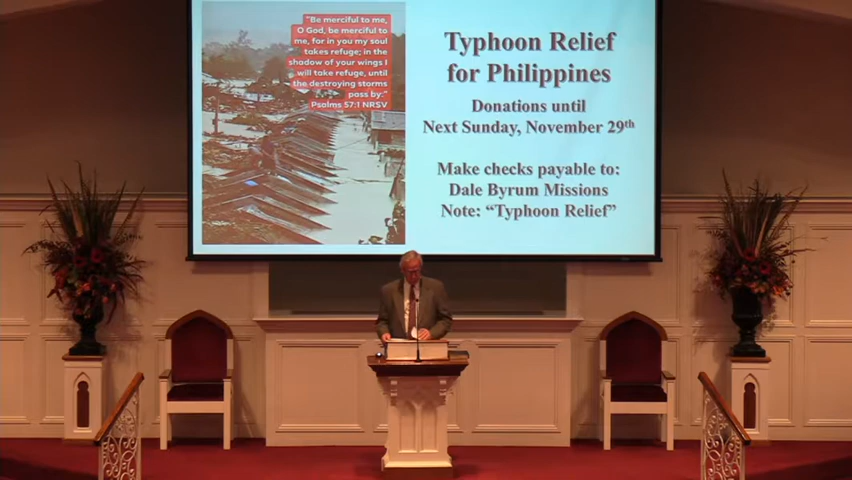 "Be merciful to me,
O God, be merciful to
me, for in you my soul
takes refuge; in the
shadow of your wings I
will take refuge, until
the destroying storms
pass by."
Psalms 57:1 NRSV
Typhoon Relief
for Philippines
Donations until
Next Sunday, November 29th
Make checks payable to:
Dale Byrum Missions
Note: “Typhoon Relief”